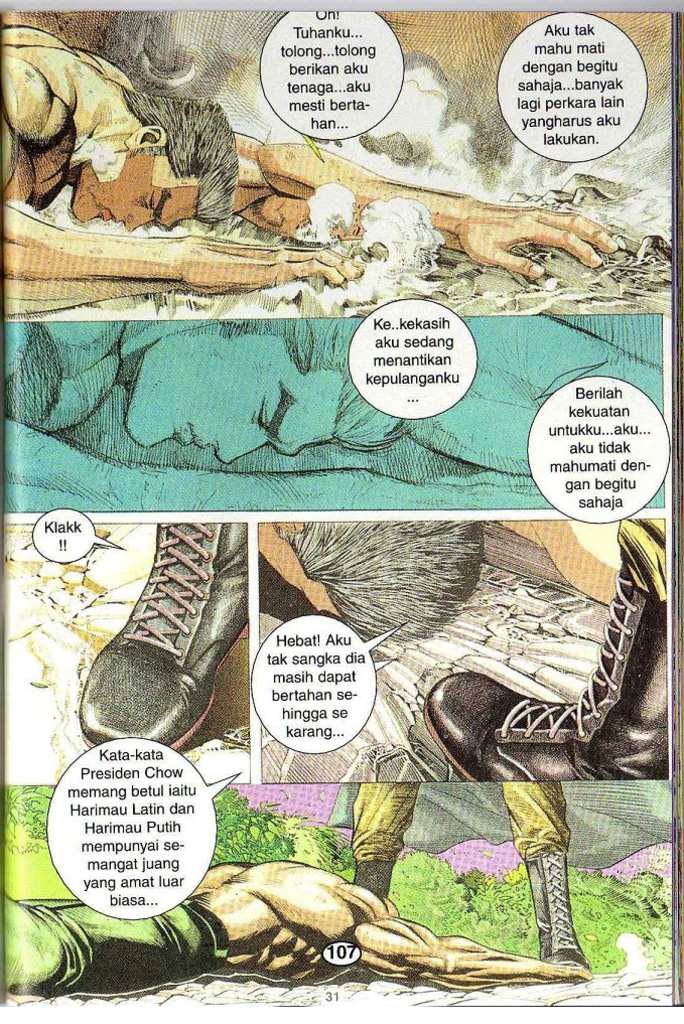 Oh!
Tuhanku...
tolong...tolong
berikan aku
tenaga...aku
mesti berta-
han...
Aku tak
mahu mati
dengan begitu
sahaja...banyak
lagi perkara lain
yangharus aku
lakukan.
Ke..kekasih
aku sedang
menantikan
kepulanganku
...
Berilah
kekuatan
untukku...aku...
aku tidak
mahumati den-
gan begitu
sahaja
Klakk
!!
Hebat! Aku
tak sangka dia
masih dapat
bertahan se-
hingga se
karang...
Kata-kata
Presiden Chow
memang betul iaitu
Harimau Latin dan
Harimau Putih
mempunyai se-
mangat juang
yang amat luar
biasa...
107
31